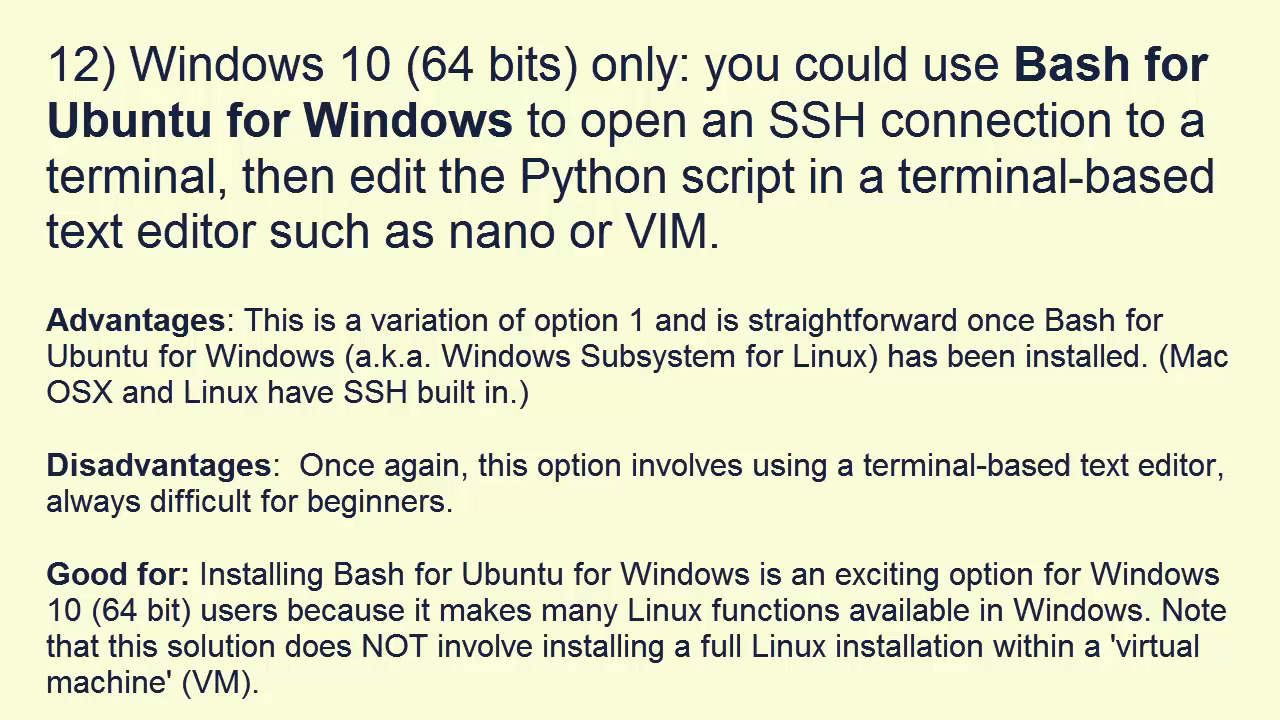 12) Windows 10 (64 bits) only: you could use Bash for
Ubuntu for Windows to open an SSH connection to a
terminal, then edit the Python script in a terminal-based
text editor such as nano or VIM.
Advantages: This is a variation of option 1 and is straightforward once Bash for
Ubuntu for Windows (a.k.a. Windows Subsystem for Linux) has been installed. (Mac
OSX and Linux have SSH built in.)
Disadvantages:  Once again, this option involves using a terminal-based text editor,
always difficult for beginners.
Good for: Installing Bash for Ubuntu for Windows is an exciting option for Windows
10 (64 bit) users because it makes many Linux functions available in Windows. Note
that this solution does NOT involve installing a full Linux installation within a 'virtual
machine' (VM).